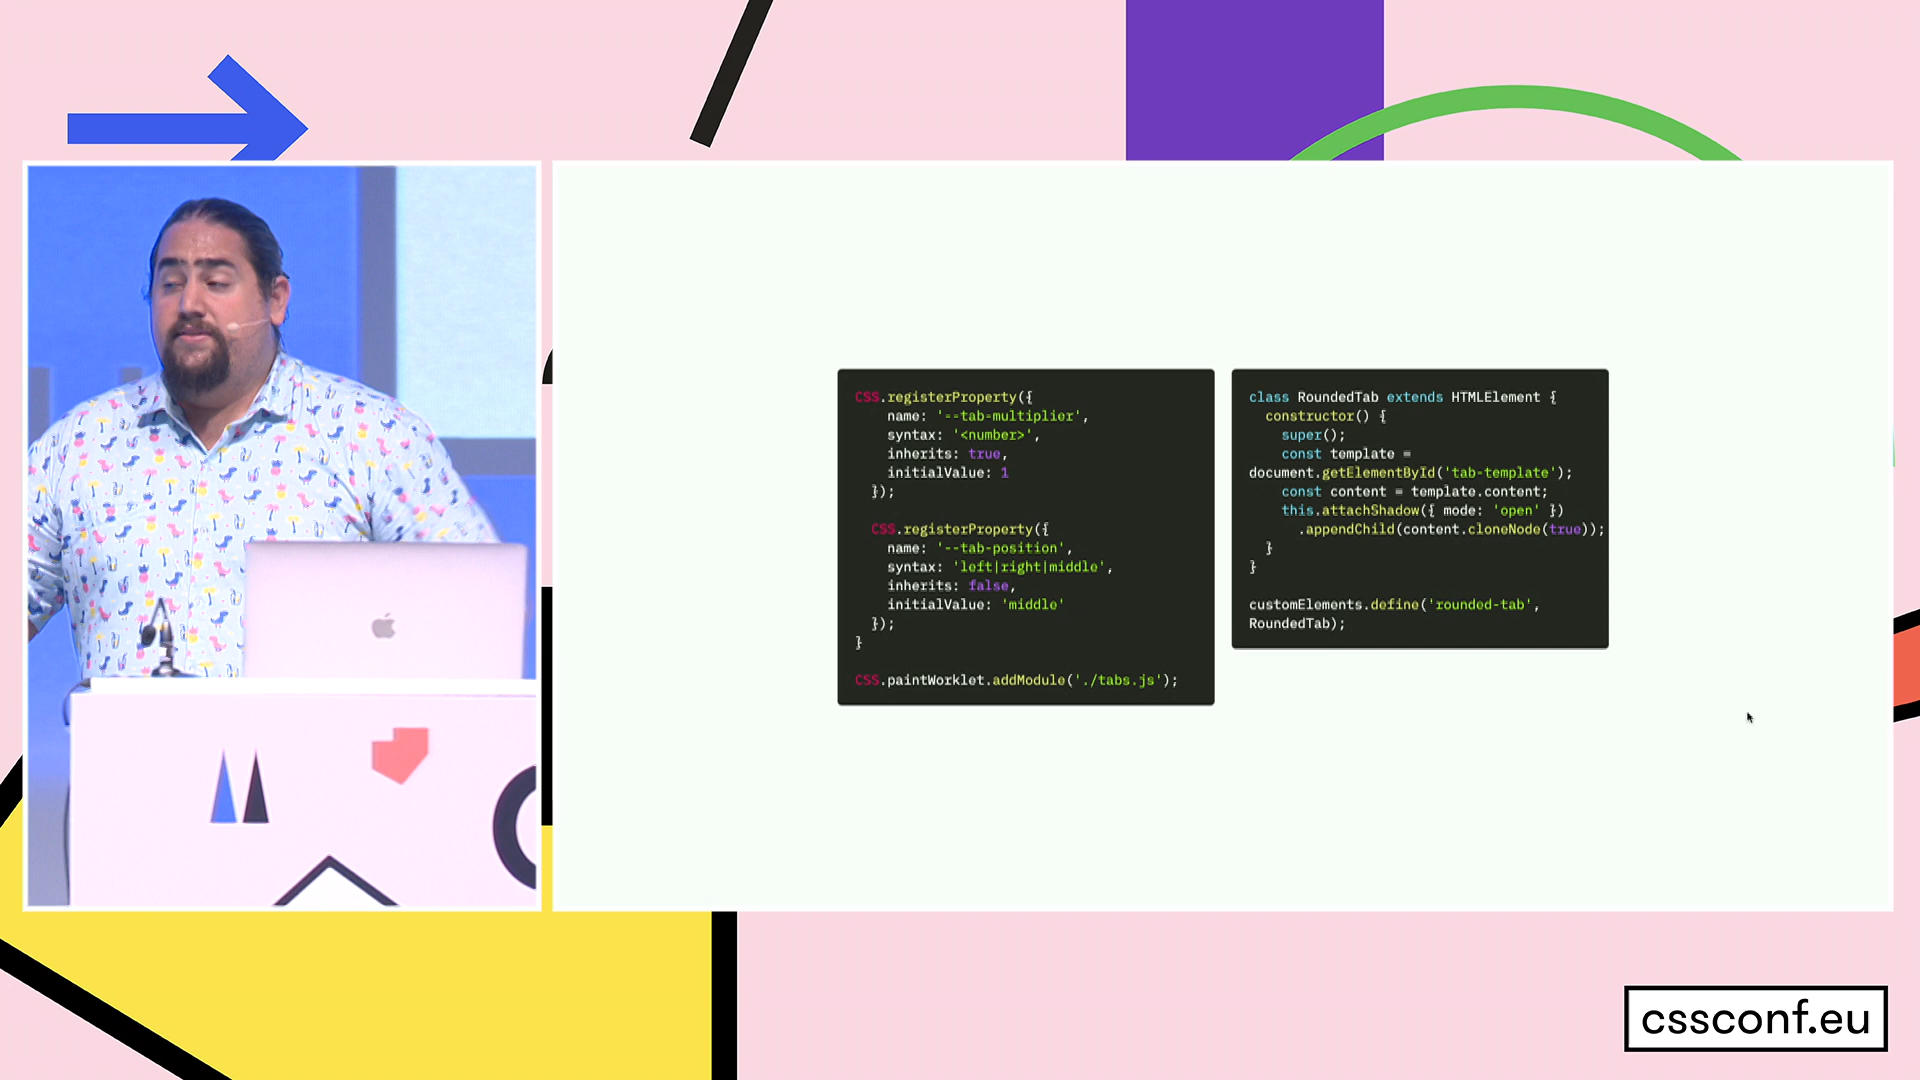 CSS.registerProperty({
name: '--tab-multiplier',
syntax: '<number>',
inherits: true,
initialValue: 1
});
CSS.registerProperty({
name: '--tab-position',
syntax: 'left|right|middle',
inherits: false,
initialValue: 'middle'
});
}
CSS.paintWorklet.addModule('./tabs.js');
class RoundedTab extends HTMLElement {
constructor() {
super();
const template =
document.getElementById('tab-template');
const content = template.content;
this.attachShadow({ mode: 'open' })
.appendChild(content.cloneNode(true));
}
}
customElements.define('rounded-tab',
RoundedTab);
cssconf.eu